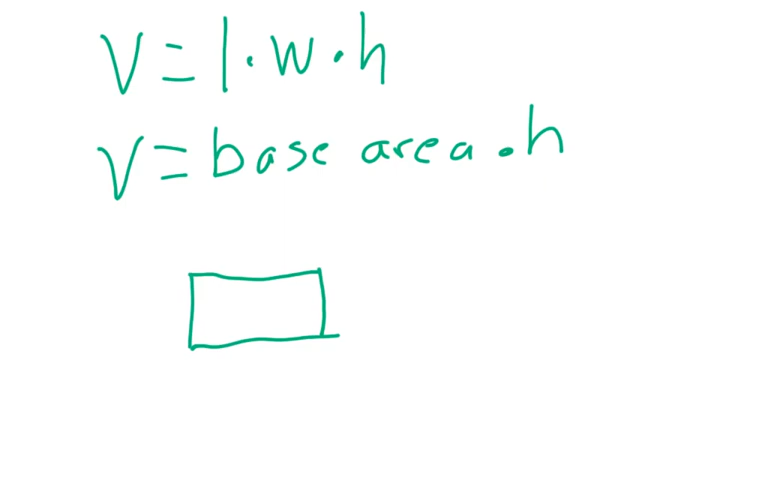 V = l · w · h
V = base area · h